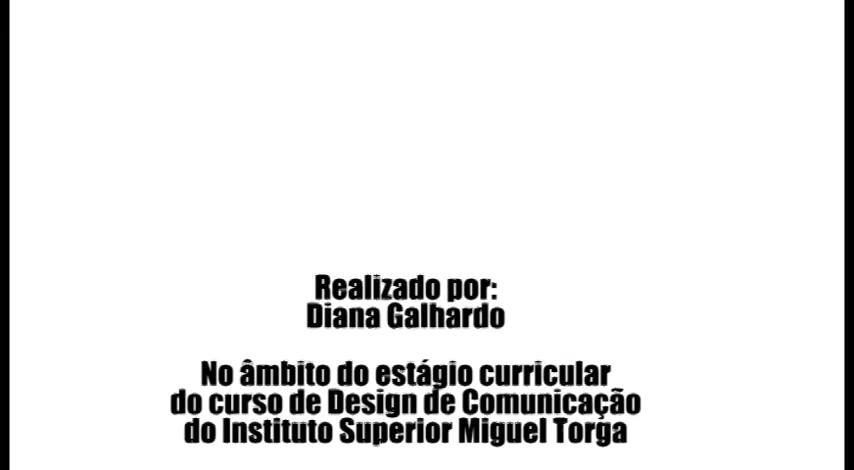 Realizado por:
Diana Galhardo
No âmbito do estágio curricular
do curso de Design de Comunicação
do Instituto Superior Miguel Torga